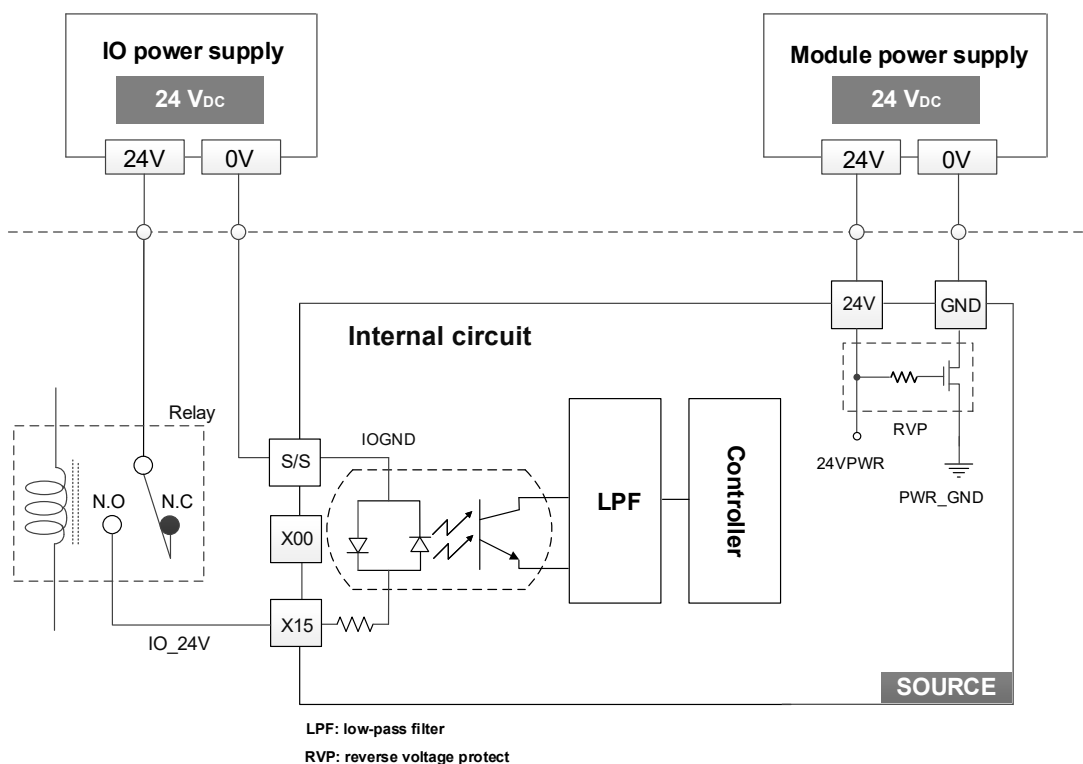 IO power supply
24 VDC
24V
0V
Module power supply
24 VDC
24V
0V
24V
GND
Internal circuit
RVP
24VPWR
PWR_GND
Relay
N.O
N.C
IOGND
S/S
X00
X15
IO_24V
LPF
Controller
SOURCE
LPF: low-pass filter
RVP: reverse voltage protect